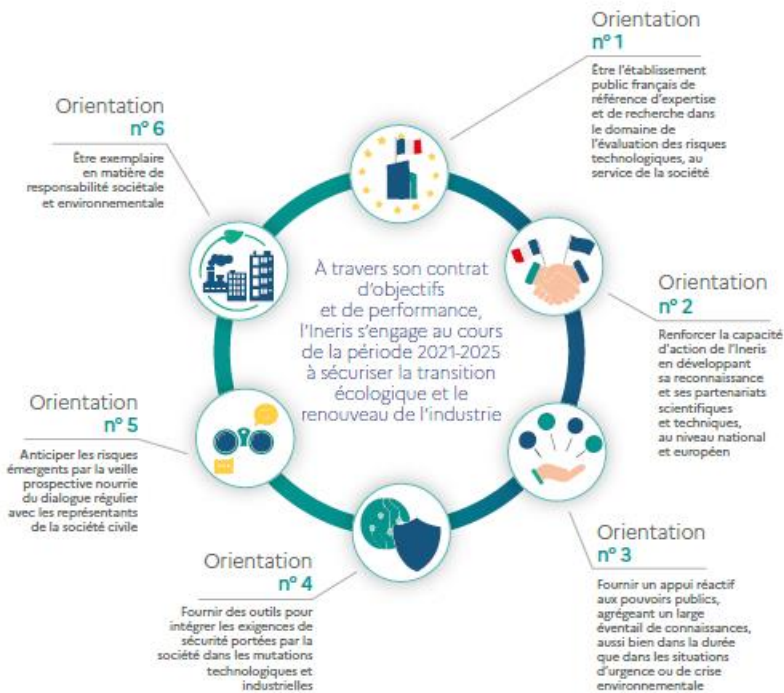 Orientation
n° 1
Être l'établissement
public français de
référence d'expertise
et de recherche dans
le domaine de
l'évaluation des risques
technologiques, au
service de la société
Orientation
n° 2
Renforcer la capacité
d'action de l'Ineris
en développant
sa reconnaissance
et ses partenariats
scientifiques
et techniques,
au niveau national
et européen
Orientation
n° 3
Fournir un appui réactif
aux pouvoirs publics,
agrégeant un large
éventail de connaissances,
aussi bien dans la durée
que dans les situations
d'urgence ou de crise
environnementale
Orientation
n° 4
Fournir des outils pour
intégrer les exigences de
sécurité portées par la
société dans les mutations
technologiques et
industrielles
Orientation
n° 5
Anticiper les risques
émergents par la veille
prospective nourrie
du dialogue régulier
avec les représentants
de la société civile
Orientation
n° 6
Être exemplaire
en matière de
responsabilité sociétale
et environnementale
À travers son contrat
d'objectifs
et de performance,
l'Ineris s'engage au cours
de la période 2021-2025
à sécuriser la transition
écologique et le
renouveau de l'industrie